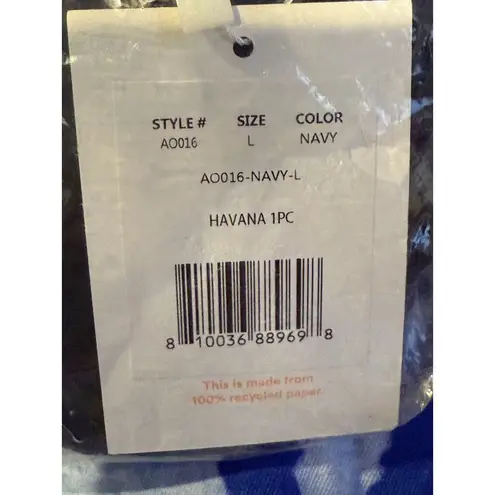 STYLE # SIZE COLOR
AO016 L NAVY
AO016-NAVY-L
HAVANA 1PC
8 10036 88969 8
This is made from
100% recycled paper.